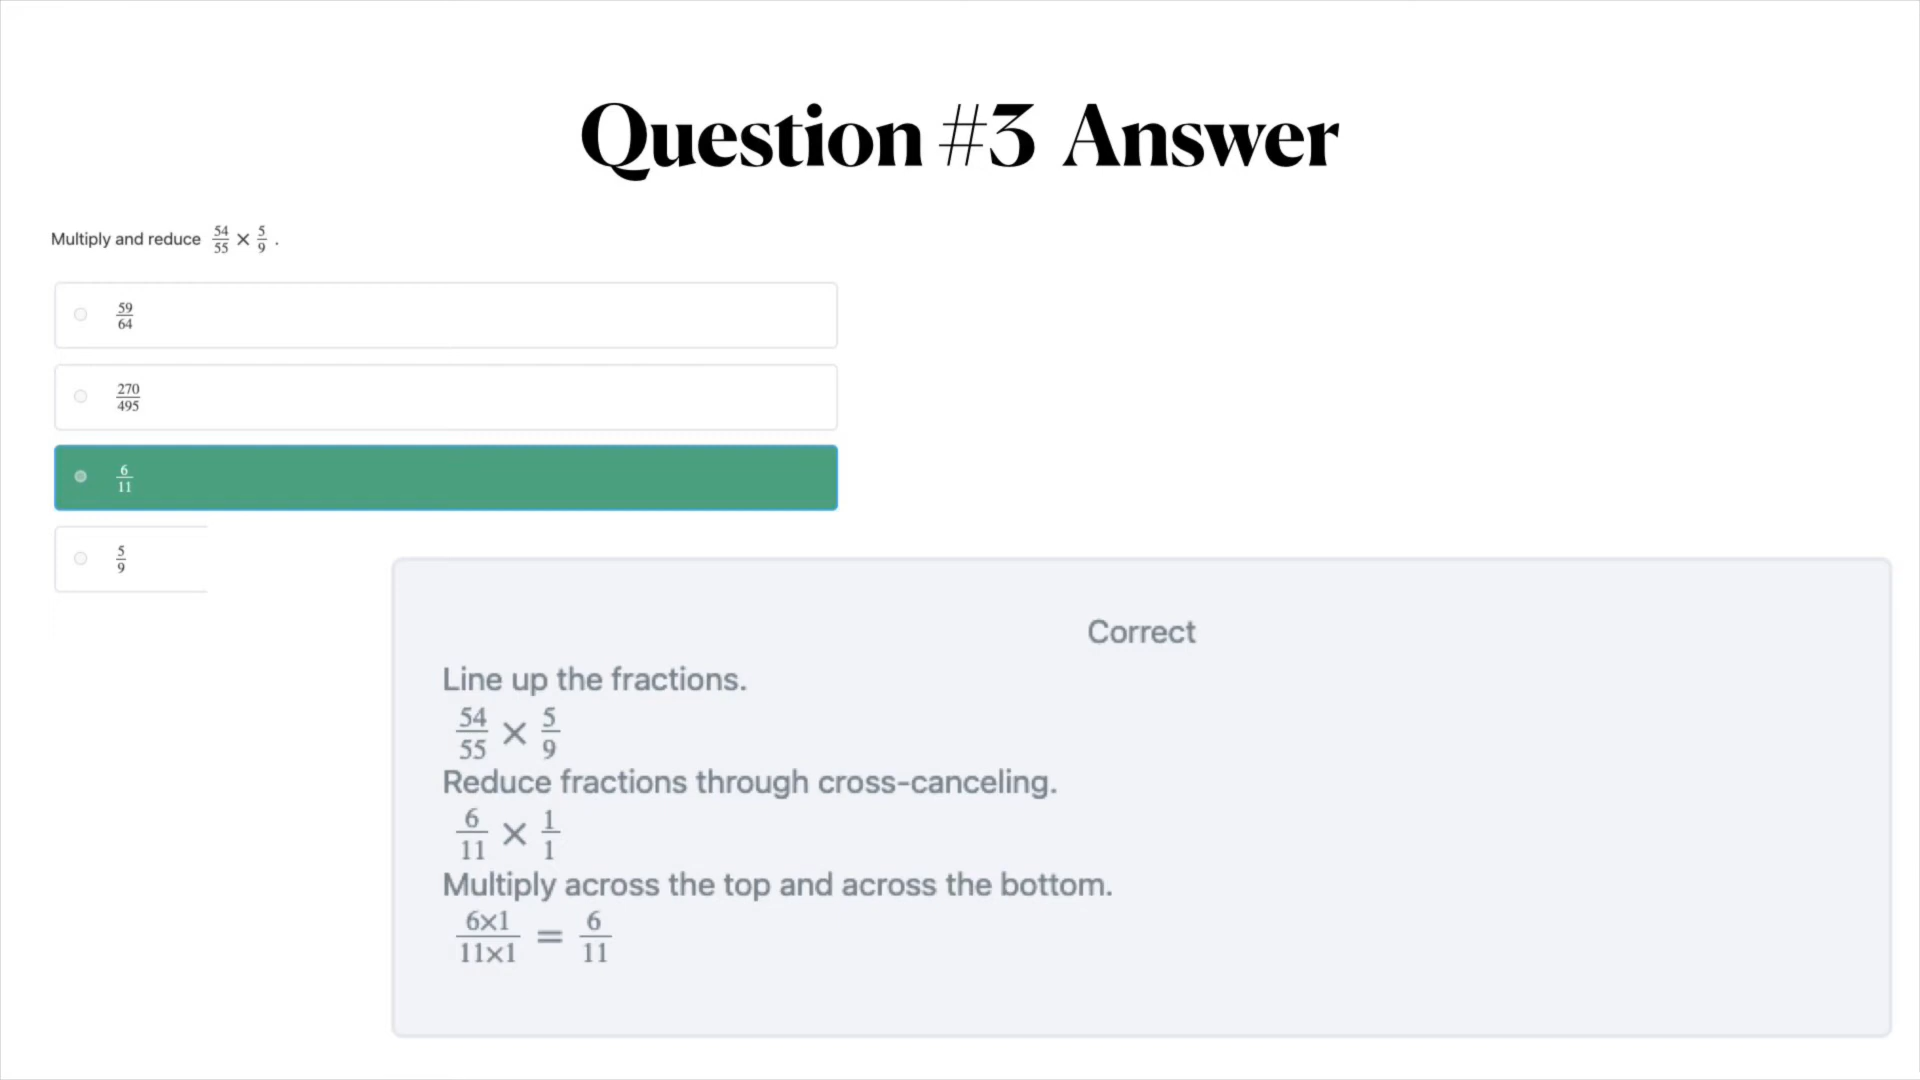 Question #3 Answer
Multiply and reduce 54/55 × 5/9 .
59/64
270/495
6/11
5/9
Correct
Line up the fractions.
54/55 × 5/9
Reduce fractions through cross-canceling.
6/11 × 1/1
Multiply across the top and across the bottom.
6×1/11×1 = 6/11